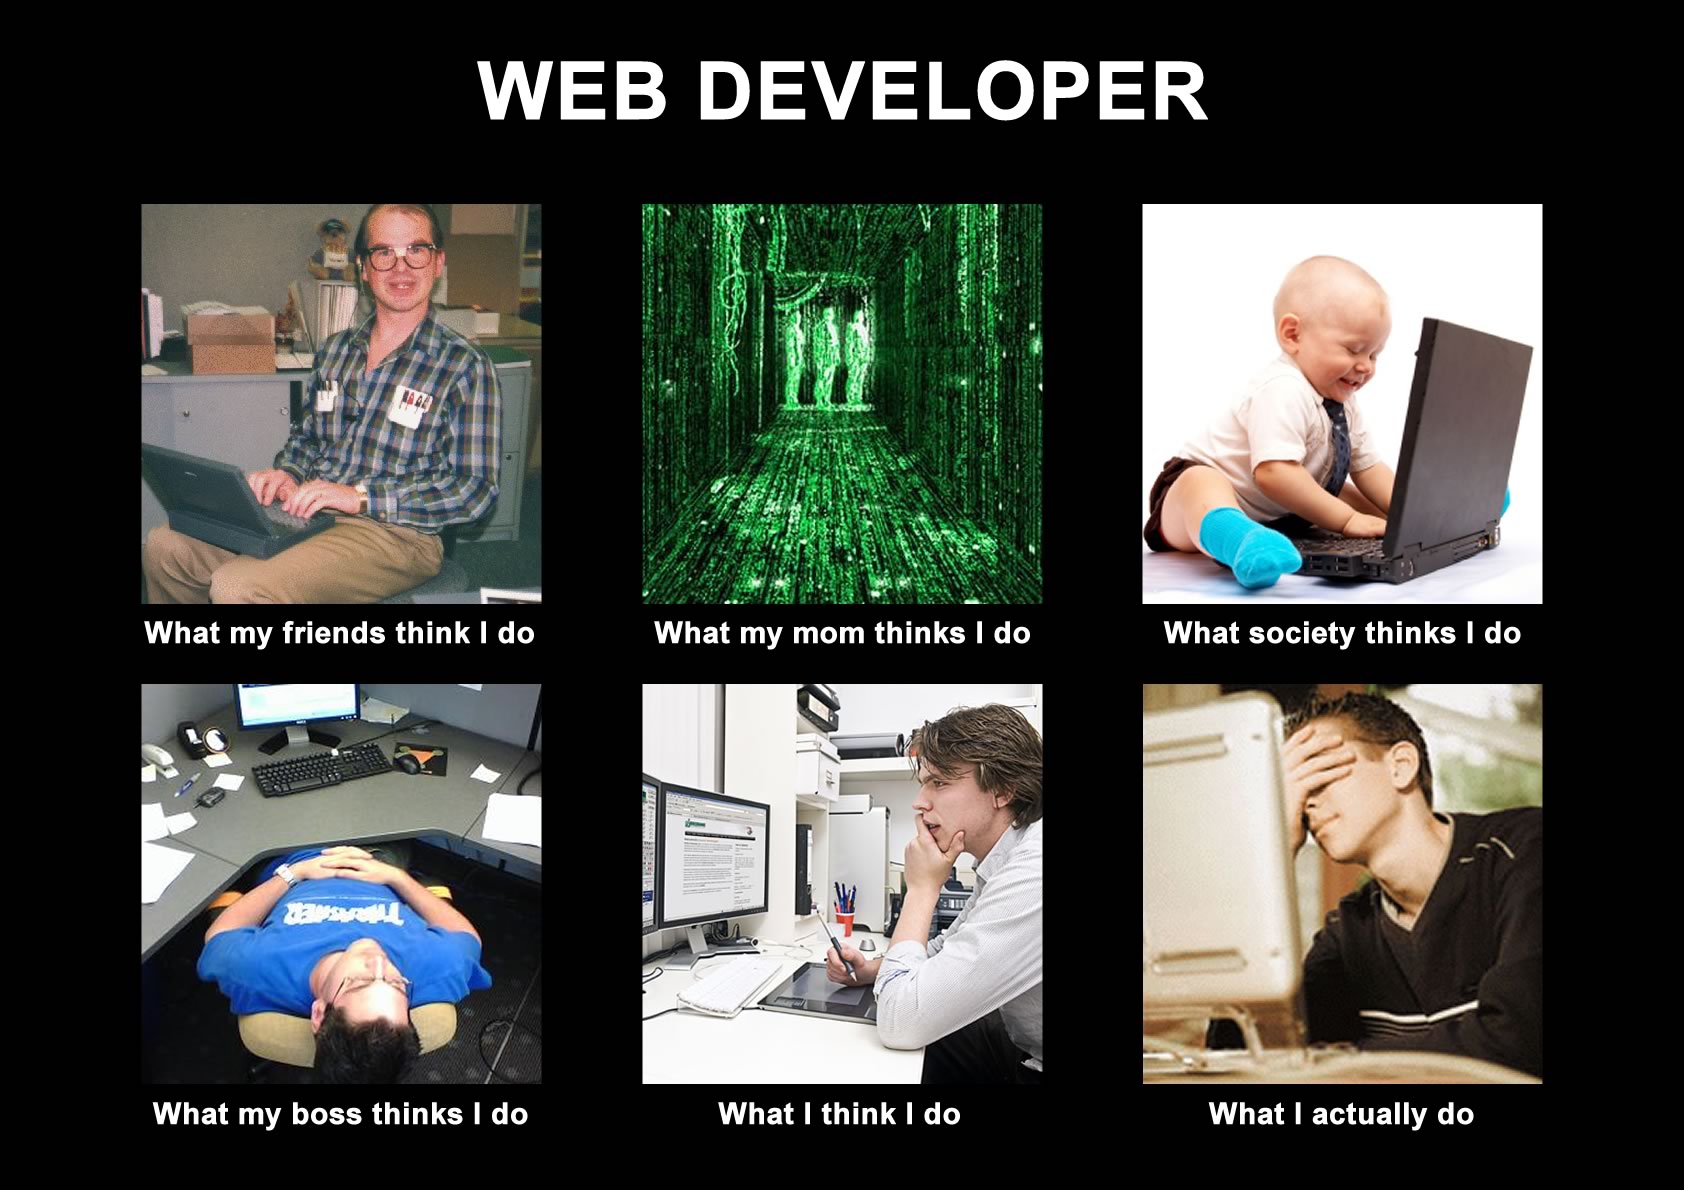 WEB DEVELOPER
What my friends think I do
What my mom thinks I do
What society thinks I do
THRASHER
What my boss thinks I do
What I think I do
What I actually do